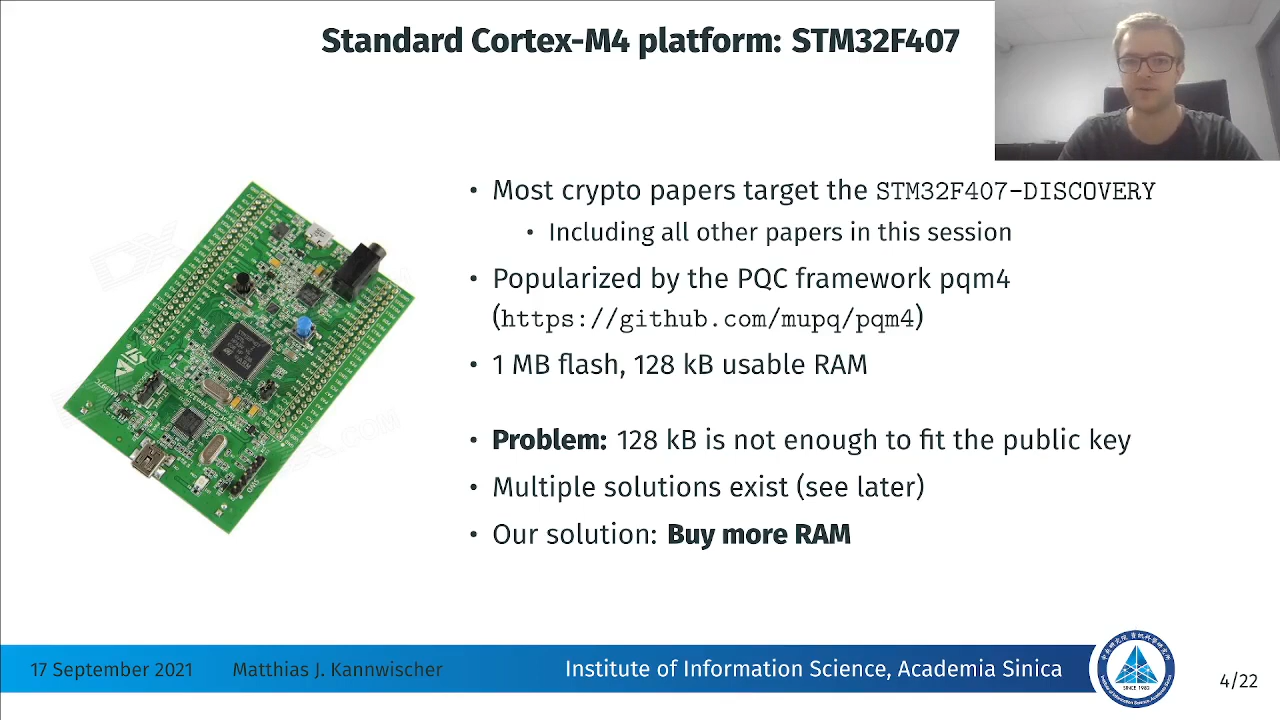 Standard Cortex-M4 platform: STM32F407
• Most crypto papers target the STM32F407-DISCOVERY
• Including all other papers in this session
• Popularized by the PQC framework pqm4
(https://github.com/mupq/pqm4)
• 1 MB flash, 128 kB usable RAM
• Problem: 128 kB is not enough to fit the public key
• Multiple solutions exist (see later)
• Our solution: Buy more RAM
17 September 2021 Matthias J. Kannwischer Institute of Information Science, Academia Sinica
SINCE 1982
4/22